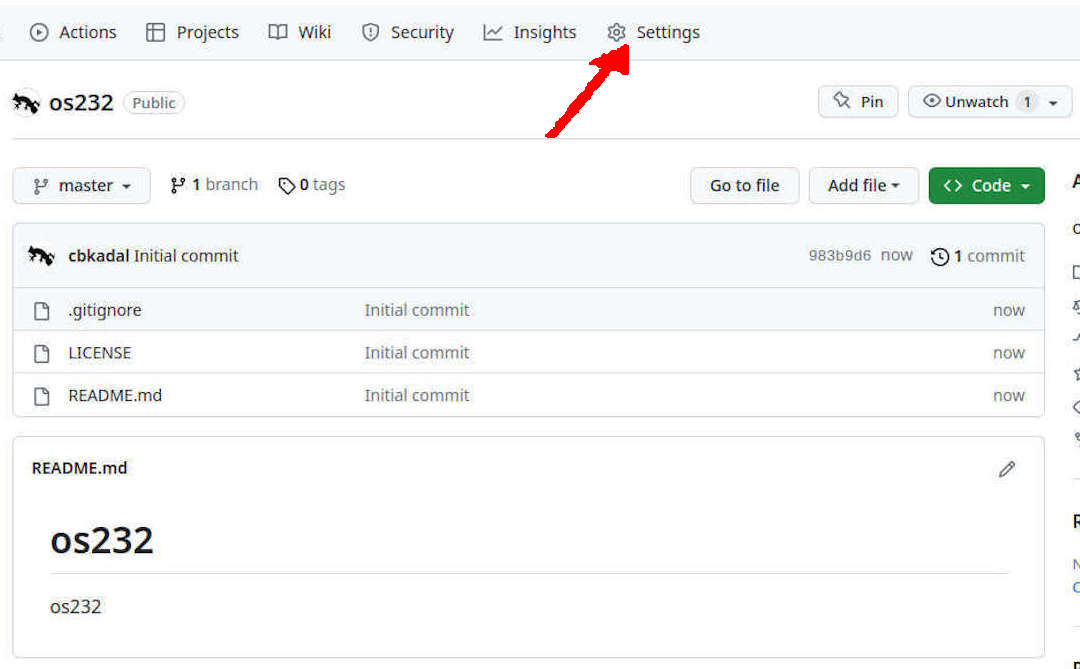 Actions Projects Wiki Security Insights Settings
os232 Public Pin Unwatch 1
master 1 branch 0 tags Go to file Add file Code
cbkadal Initial commit 983b9d6 now 1 commit
.gitignore Initial commit now
LICENSE Initial commit now
README.md Initial commit now
README.md
os232
os232